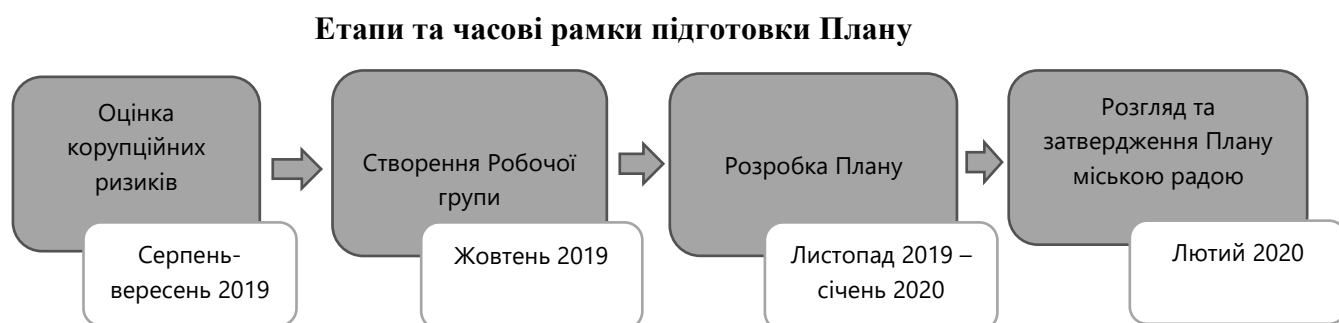 Етапи та часові рамки підготовки Плану
Оцінка
корупційних
ризиків
Серпень-
вересень 2019
Створення Робочої
групи
Жовтень 2019
Розробка Плану
Листопад 2019 –
січень 2020
Розгляд та
затвердження Плану
міською радою
Лютий 2020